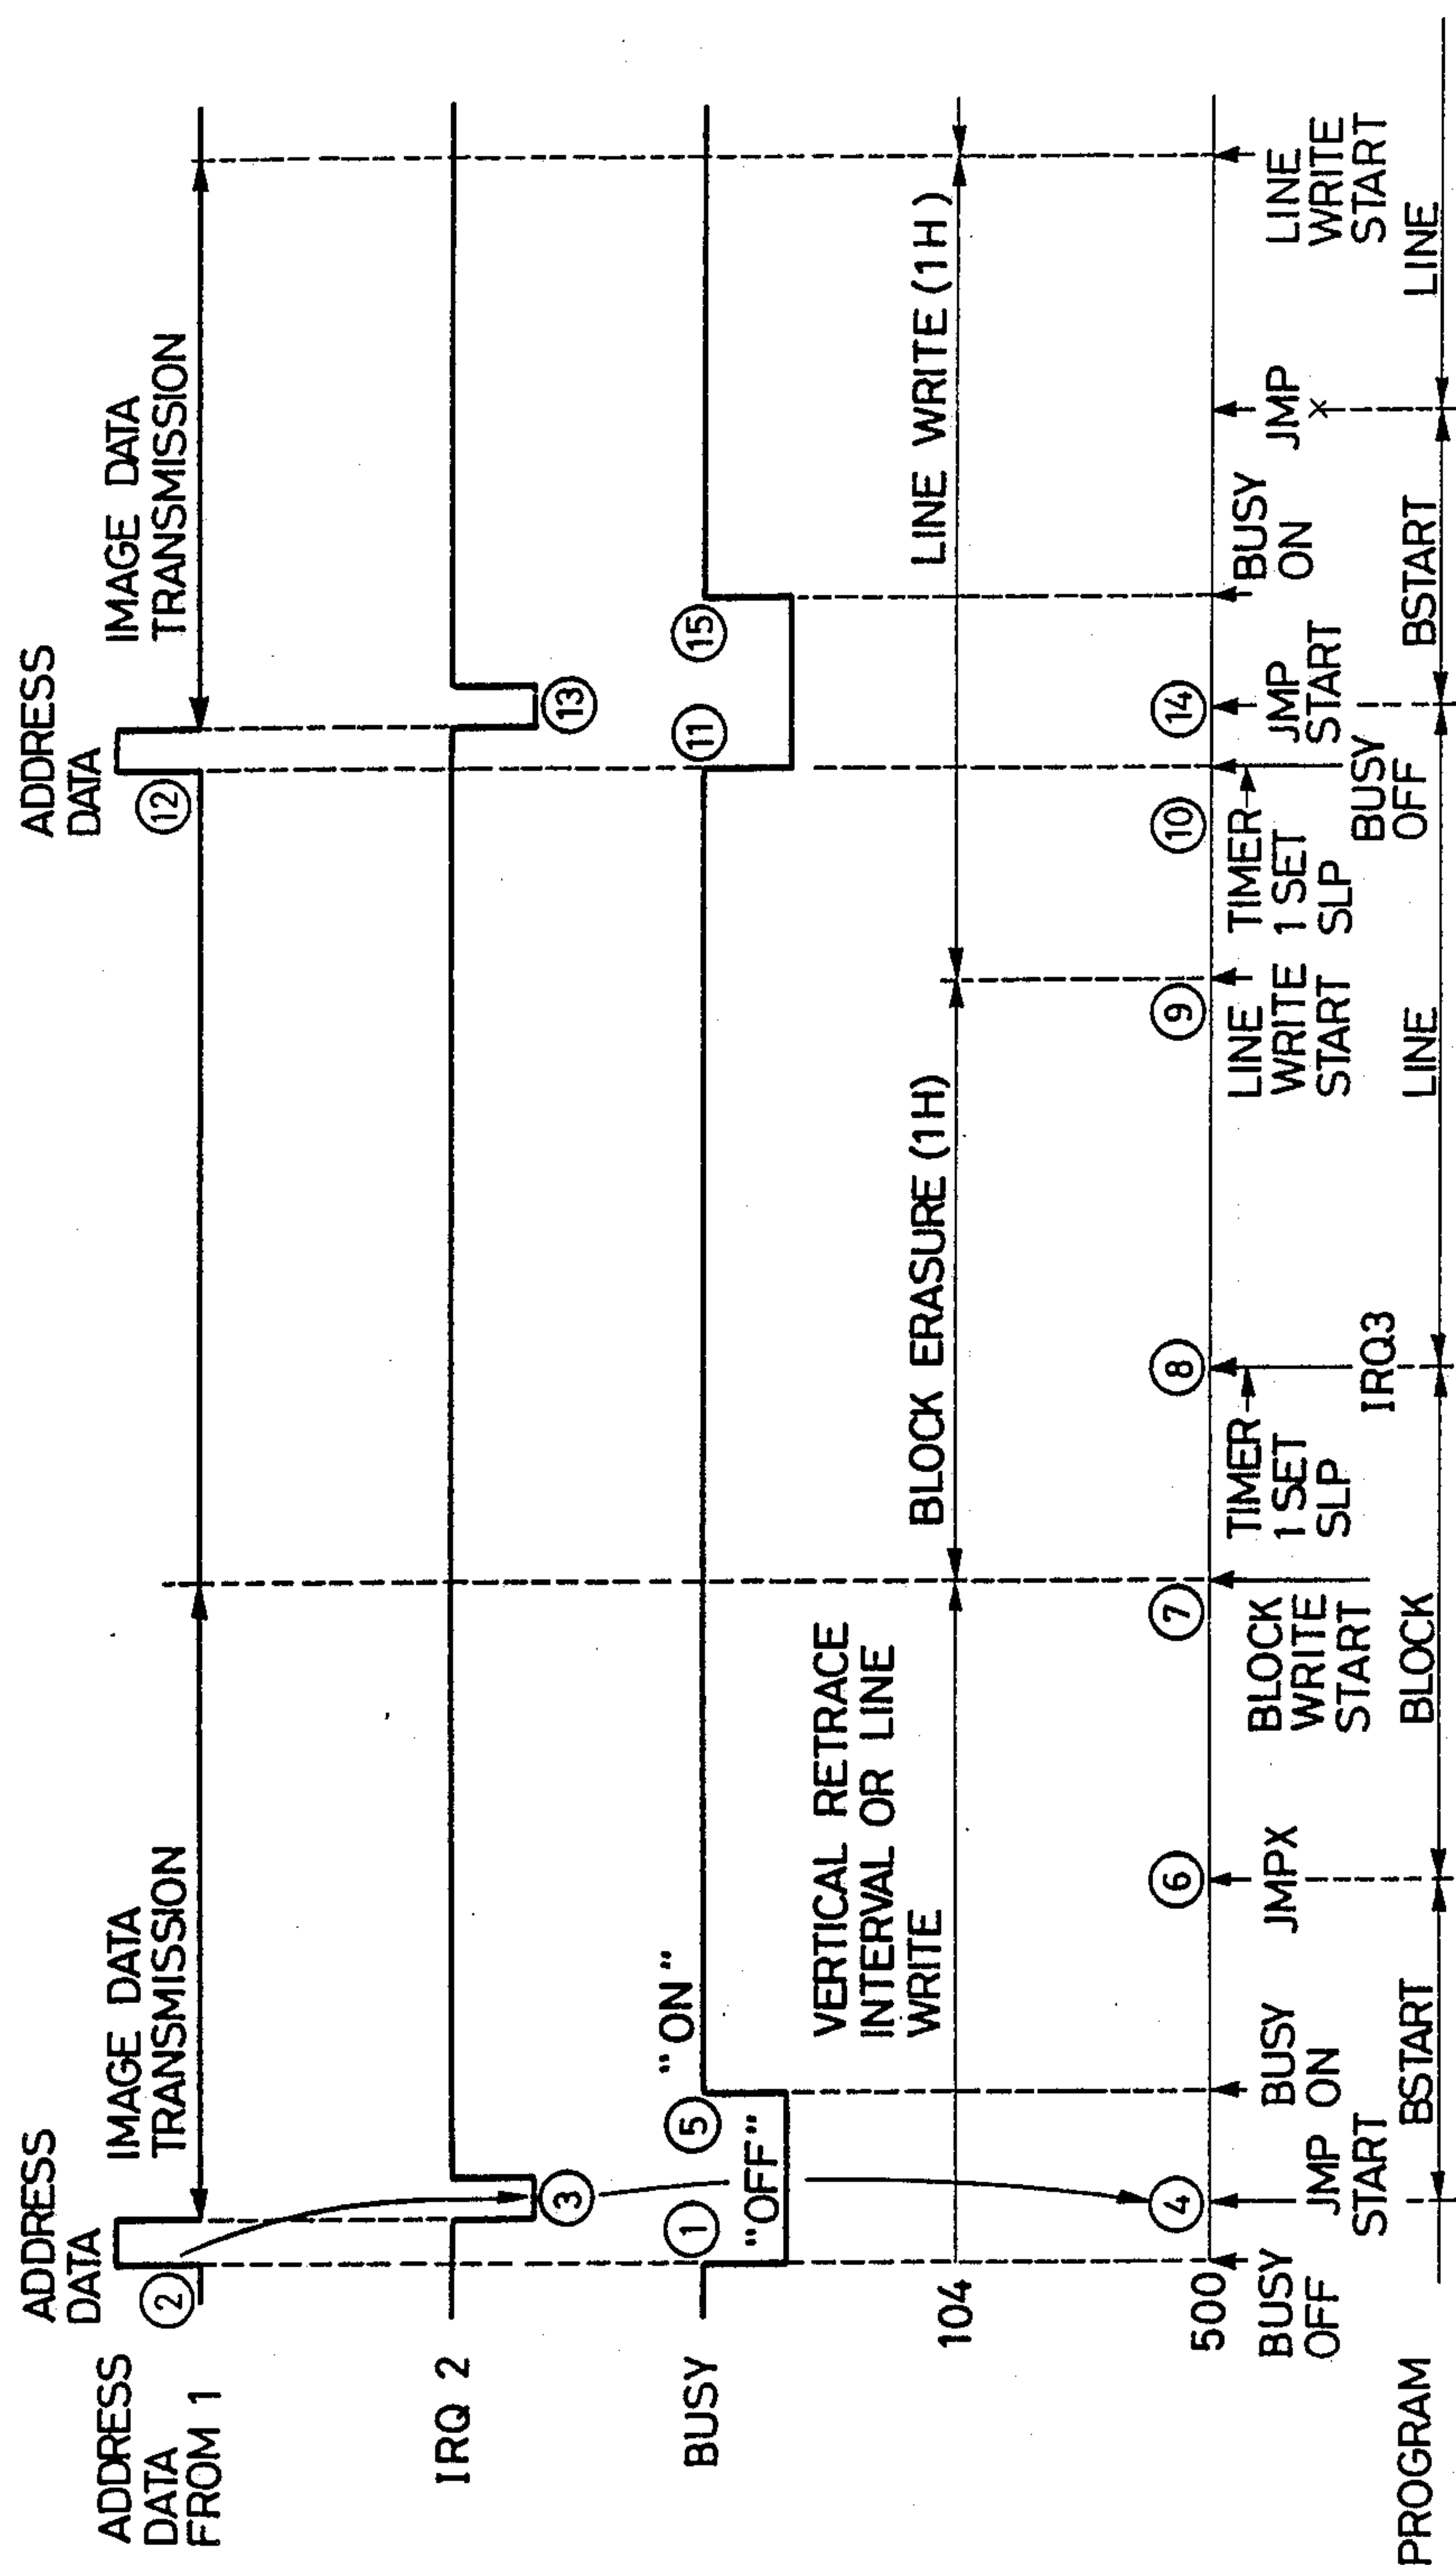 ADDRESS
DATA
FROM 1
ADDRESS
DATA
②
IMAGE DATA
TRANSMISSION
ADDRESS
DATA
⑫
IMAGE DATA
TRANSMISSION
IRQ 2
③
⑬
BUSY
①
"OFF"
⑤
"ON"
⑪
⑮
104
VERTICAL RETRACE
INTERVAL OR LINE
WRITE
BLOCK ERASURE (1H)
LINE WRITE (1H)
500
④
⑥
⑦
⑧
⑨
⑩
⑭
BUSY
OFF
JMP
START
BUSY
ON
JMPX
BLOCK
WRITE
START
TIMER
1 SET
SLP
IRQ3
LINE
WRITE
START
TIMER
1 SET
SLP
BUSY
OFF
JMP
START
BUSY
ON
JMP
X
LINE
WRITE
START
PROGRAM
BSTART
BLOCK
LINE
BSTART
LINE